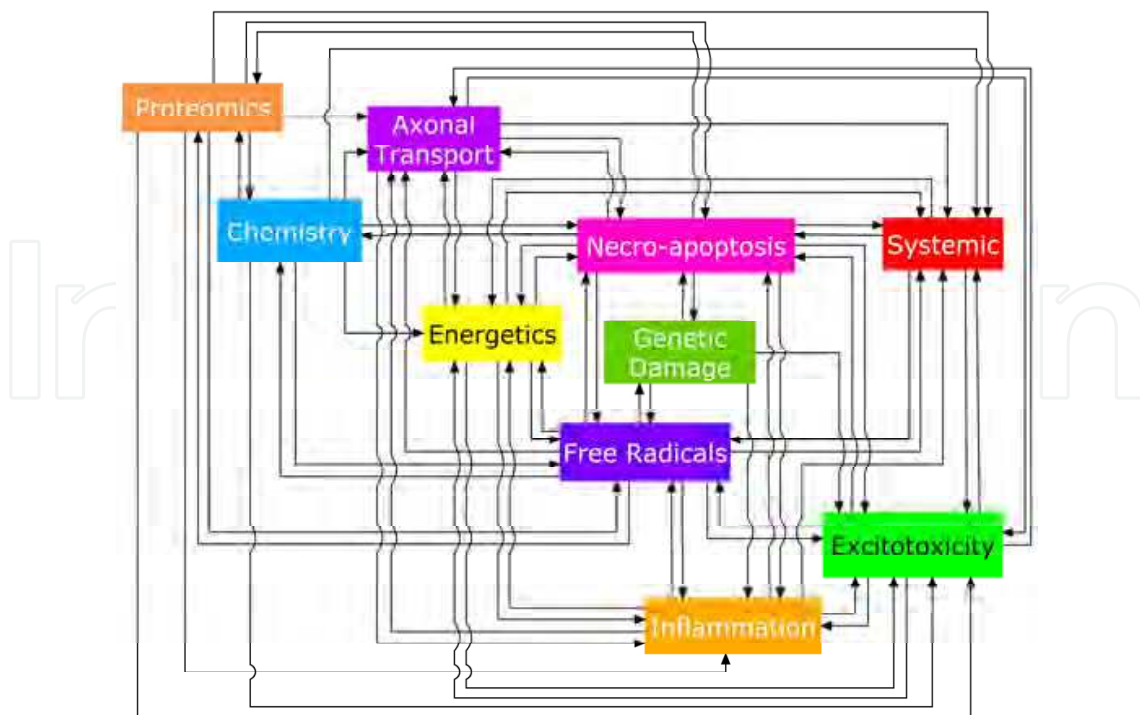 Proteomics
Axonal
Transport
Chemistry
Necro-apoptosis
Systemic
Energetics
Genetic
Damage
Free Radicals
Excitotoxicity
Inflammation